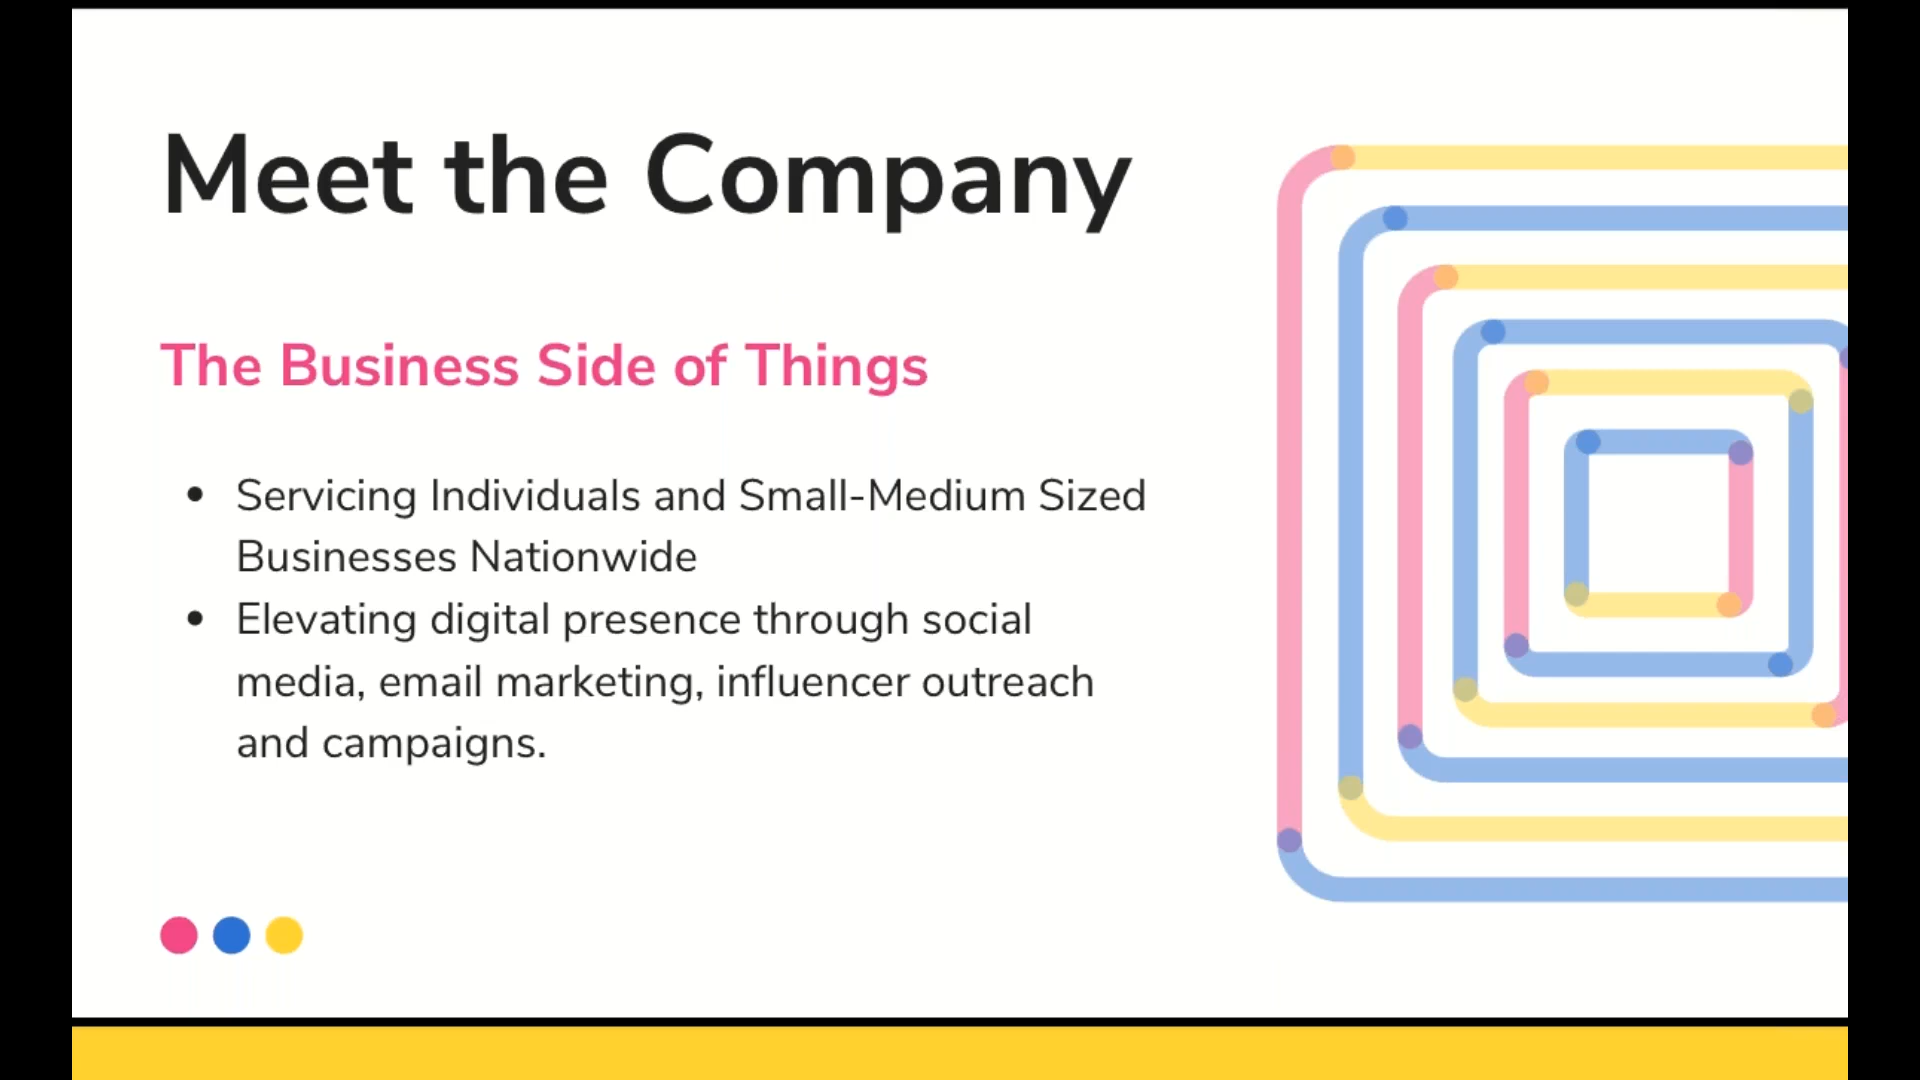 Meet the Company
The Business Side of Things
• Servicing Individuals and Small-Medium Sized
Businesses Nationwide
• Elevating digital presence through social
media, email marketing, influencer outreach
and campaigns.